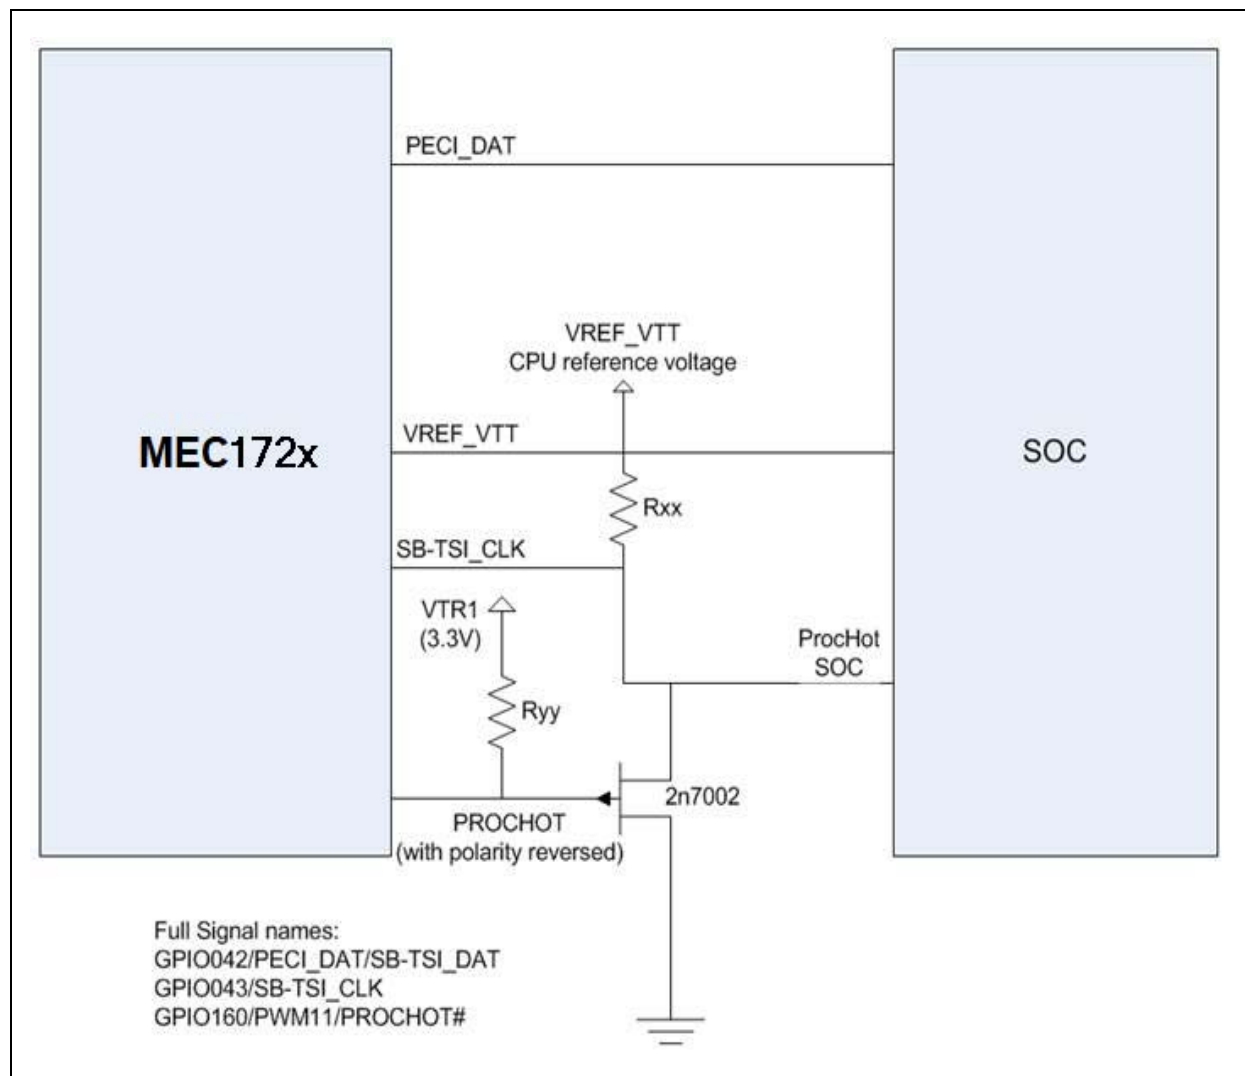 PECI_DAT
VREF_VTT
CPU reference voltage
MEC172x
VREF_VTT
SOC
Rxx
SB-TSI_CLK
VTR1
(3.3V)
ProcHot
SOC
Ryy
2n7002
PROCHOT
(with polarity reversed)
Full Signal names:
GPIO042/PECI_DAT/SB-TSI_DAT
GPIO043/SB-TSI_CLK
GPIO160/PWM11/PROCHOT#